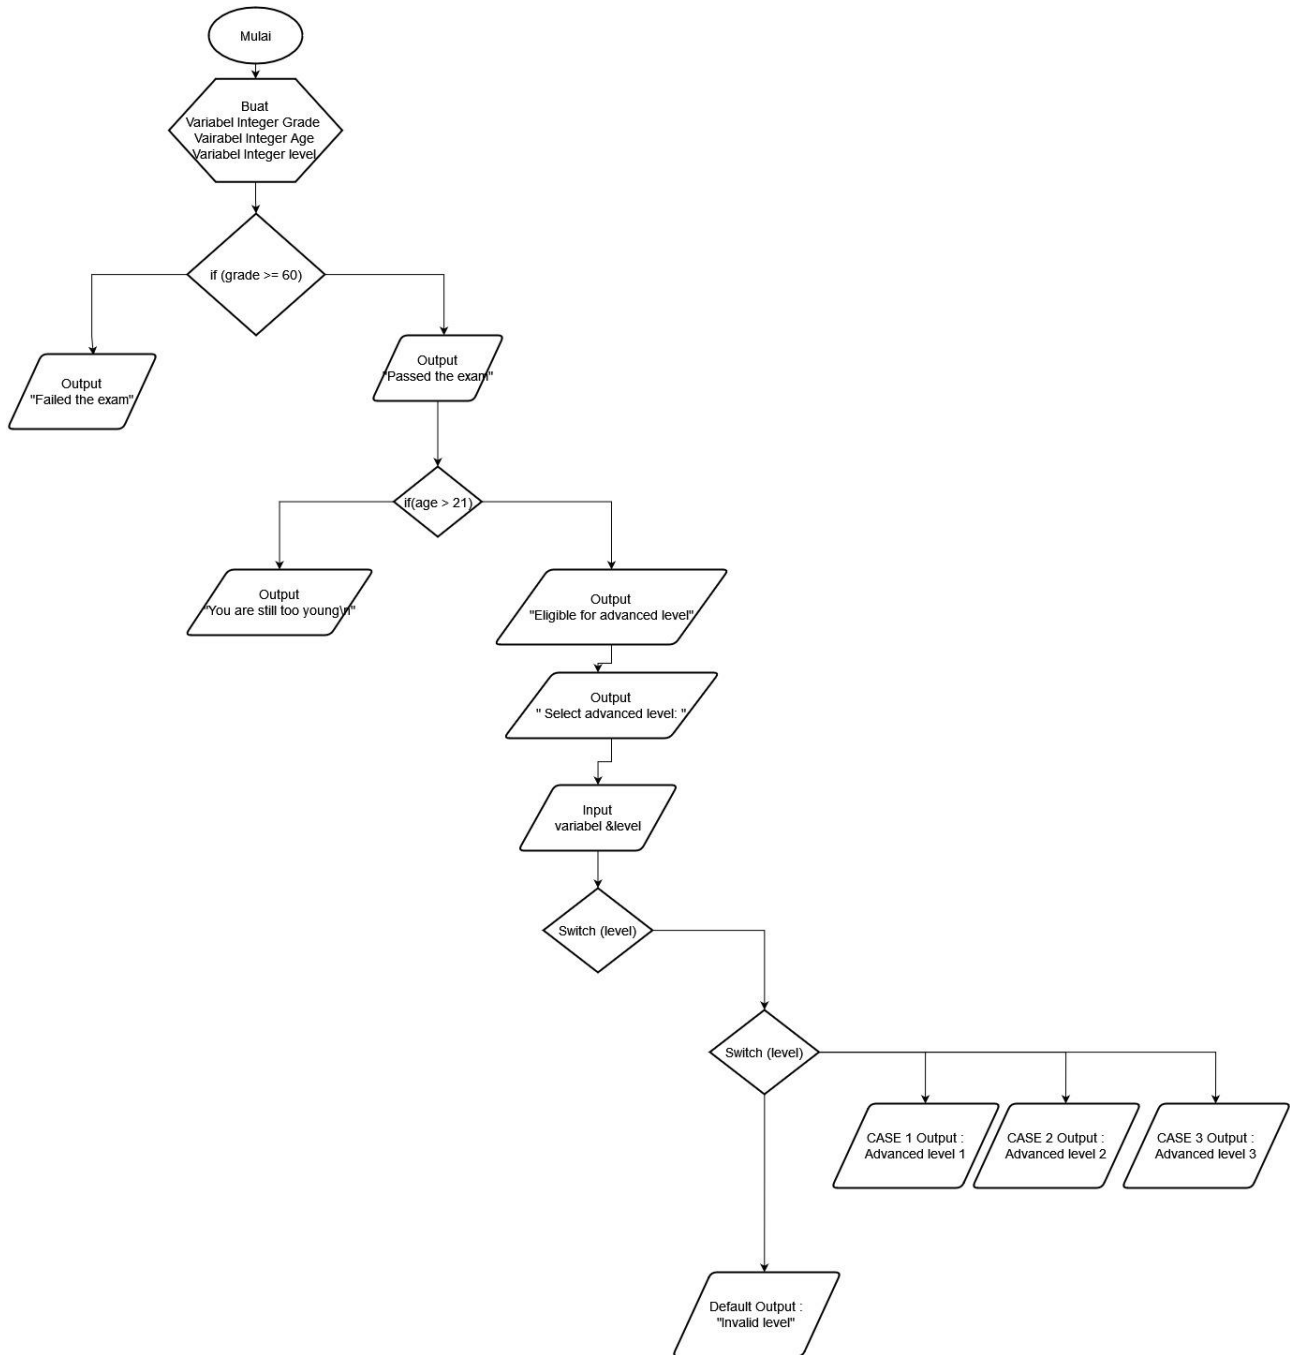 Mulai
Buat
Variabel Integer Grade
Vairabel Integer Age
Variabel Integer level
if (grade >= 60)
Output
"Failed the exam"
Output
"Passed the exam"
if(age > 21)
Output
"You are still too young\n"
Output
"Eligible for advanced level"
Output
" Select advanced level: "
Input
variabel &level
Switch (level)
Switch (level)
CASE 1 Output :
Advanced level 1
CASE 2 Output :
Advanced level 2
CASE 3 Output :
Advanced level 3
Default Output :
"Invalid level"